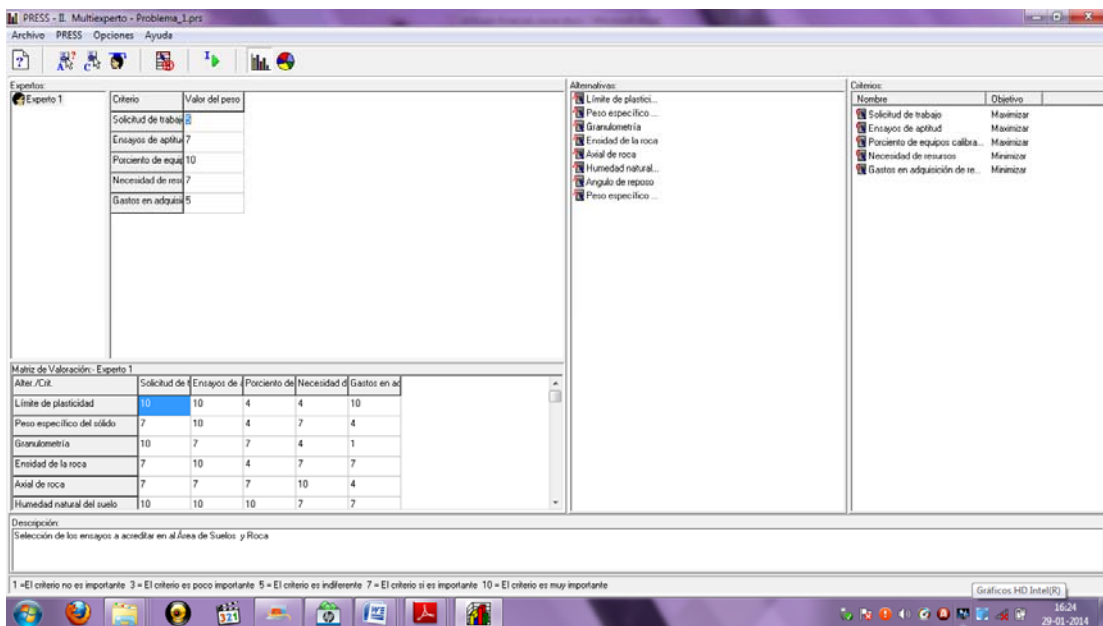 PRESS - II. Multiexperto - Problema_1.prs
Archivo PRESS Opciones Ayuda
Expertos:
Experto 1
Criterio Valor del peso
Solicitud de trabaj 5
Ensayos de aptitu 7
Porciento de equi 10
Necesidad de resu 7
Gastos en adquisi 5
Alternativas:
Límite de plastici...
Peso específico ...
Granulometría
Ensidad de la roca
Axial de roca
Humedad natural...
Angulo de reposo
Peso específico ...
Criterios:
Nombre Objetivo
Solicitud de trabajo Maximizar
Ensayos de aptitud Maximizar
Porciento de equipos calibra... Maximizar
Necesidad de resursos Minimizar
Gastos en adquisición de re... Minimizar
Matriz de Valoración:- Experto 1
Alter./Crit. Solicitud de t Ensayos de a Porciento de Necesidad d Gastos en ad
Límite de plasticidad 10 10 4 4 10
Peso específico del sólido 7 10 4 7 4
Granulometría 10 7 7 4 1
Ensidad de la roca 7 10 4 7 7
Axial de roca 7 7 7 10 4
Humedad natural del suelo 10 10 10 7 7
Descripción:
Selección de los ensayos a acreditar en al Área de Suelos y Roca
1 =El criterio no es importante 3 = El criterio es poco importante 5 = El criterio es indiferente 7 = El criterio si es importante 10 = El criterio es muy importante
Gráficos HD Intel(R)
16:24
29-01-2014